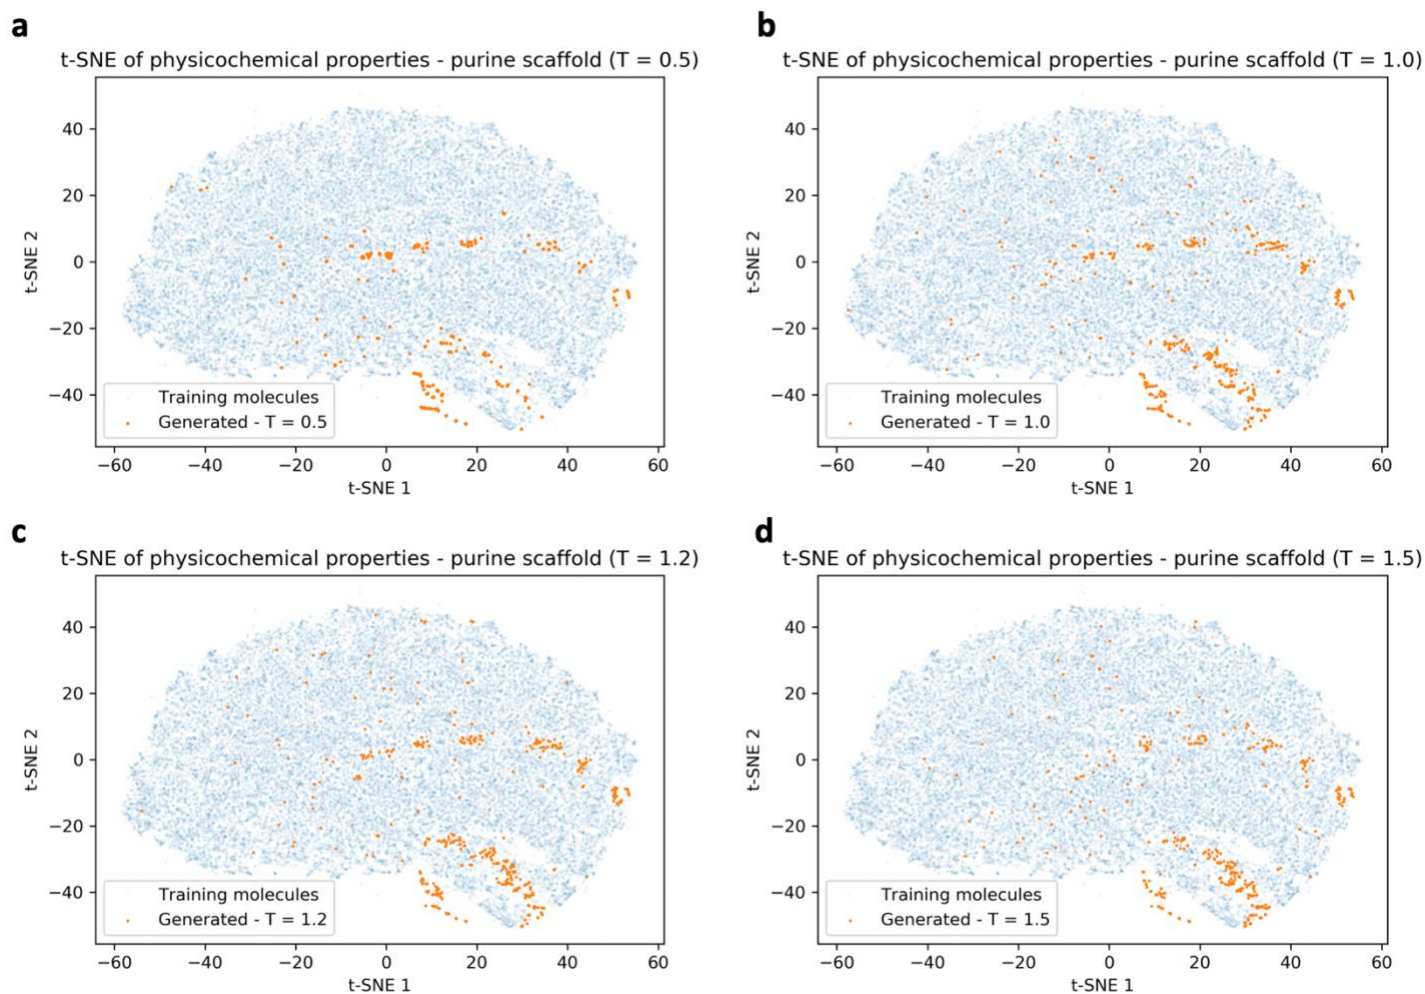 a
t-SNE of physicochemical properties - purine scaffold (T = 0.5)
t-SNE 2
40
20
0
−20
−40
Training molecules
Generated - T = 0.5
−60 −40 −20 0 20 40 60
t-SNE 1
b
t-SNE of physicochemical properties - purine scaffold (T = 1.0)
t-SNE 2
40
20
0
−20
−40
Training molecules
Generated - T = 1.0
−60 −40 −20 0 20 40 60
t-SNE 1
c
t-SNE of physicochemical properties - purine scaffold (T = 1.2)
t-SNE 2
40
20
0
−20
−40
Training molecules
Generated - T = 1.2
−60 −40 −20 0 20 40 60
t-SNE 1
d
t-SNE of physicochemical properties - purine scaffold (T = 1.5)
t-SNE 2
40
20
0
−20
−40
Training molecules
Generated - T = 1.5
−60 −40 −20 0 20 40 60
t-SNE 1